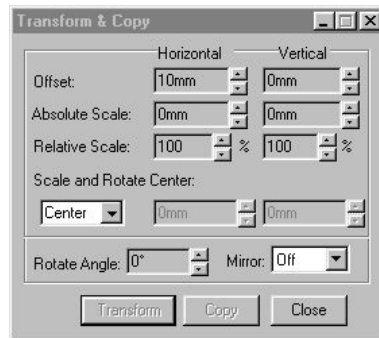 Transform & Copy
Horizontal Vertical
Offset: 10mm 0mm
Absolute Scale: 0mm 0mm
Relative Scale: 100 % 100 %
Scale and Rotate Center:
Center 0mm 0mm
Rotate Angle: 0° Mirror: Off
Transform Copy Close